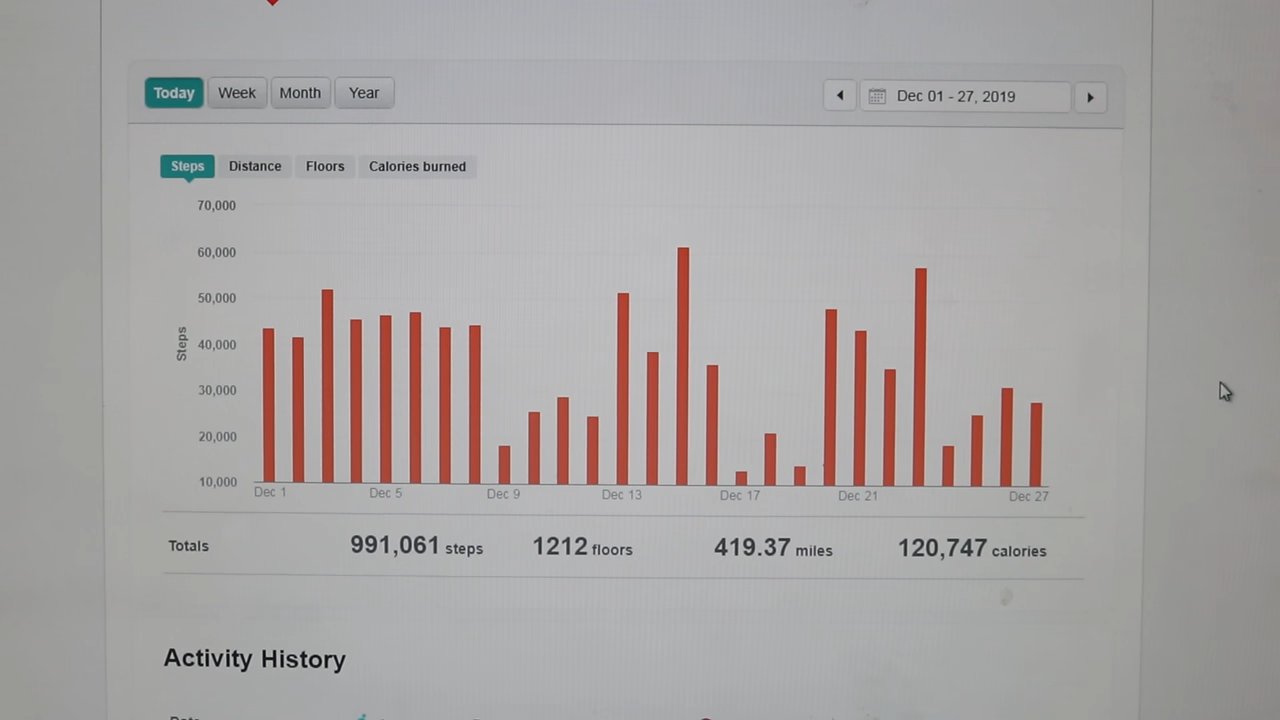 Today Week Month Year
Dec 01 - 27, 2019
Steps Distance Floors Calories burned
70,000
60,000
50,000
40,000
30,000
20,000
10,000
Steps
Dec 1 Dec 5 Dec 9 Dec 13 Dec 17 Dec 21 Dec 27
Totals 991,061 steps 1212 floors 419.37 miles 120,747 calories
Activity History